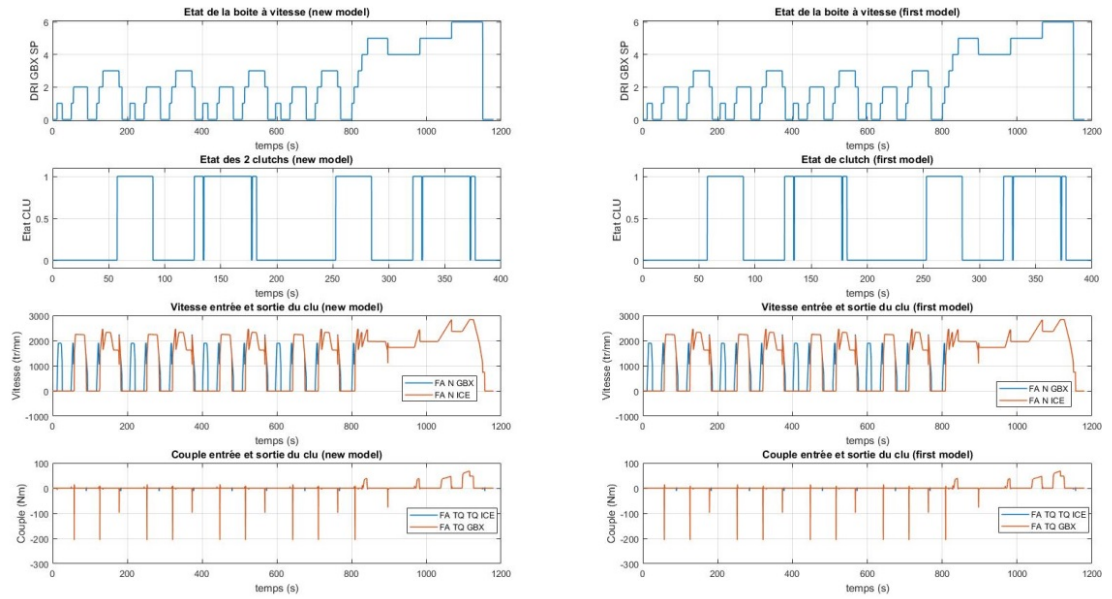 Etat de la boite à vitesse (new model)
DRI GBX SP
6
4
2
0
0 200 400 600 800 1000 1200
temps (s)
Etat des 2 clutchs (new model)
Etat CLU
1
0.5
0
0 50 100 150 200 250 300 350 400
temps (s)
Vitesse entrée et sortie du clu (new model)
Vitesse (tr/mn)
3000
2000
1000
0
-1000
FA N GBX
FA N ICE
0 200 400 600 800 1000 1200
temps (s)
Couple entrée et sortie du clu (new model)
Couple (Nm)
100
0
-100
-200
-300
FA TQ TQ ICE
FA TQ GBX
0 200 400 600 800 1000 1200
temps (s)
Etat de la boite à vitesse (first model)
DRI GBX SP
6
4
2
0
0 200 400 600 800 1000 1200
temps (s)
Etat de clutch (first model)
Etat CLU
1
0.5
0
0 50 100 150 200 250 300 350 400
temps (s)
Vitesse entrée et sortie du clu (first model)
Vitesse (tr/mn)
3000
2000
1000
0
-1000
FA N GBX
FA N ICE
0 200 400 600 800 1000 1200
temps (s)
Couple entrée et sortie du clu (first model)
Couple (Nm)
100
0
-100
-200
-300
FA TQ TQ ICE
FA TQ GBX
0 200 400 600 800 1000 1200
temps (s)